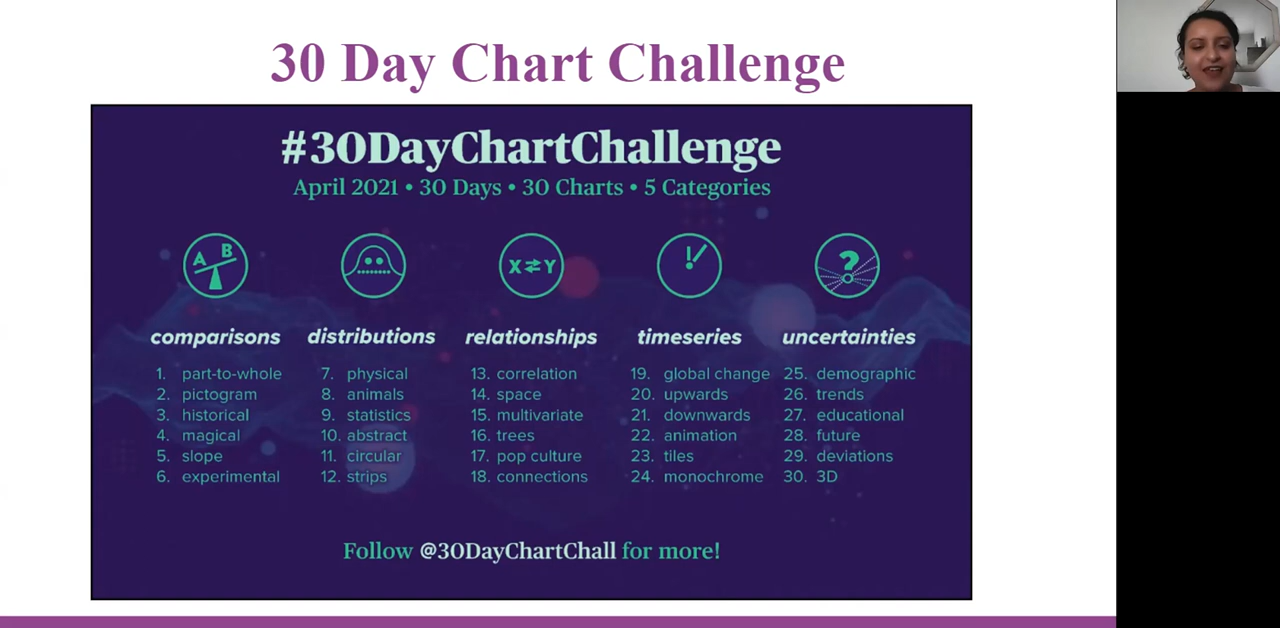 30 Day Chart Challenge
#30DayChartChallenge
April 2021 • 30 Days • 30 Charts • 5 Categories
A B
X⇄Y
!
?
comparisons
1. part-to-whole
2. pictogram
3. historical
4. magical
5. slope
6. experimental
distributions
7. physical
8. animals
9. statistics
10. abstract
11. circular
12. strips
relationships
13. correlation
14. space
15. multivariate
16. trees
17. pop culture
18. connections
timeseries
19. global change
20. upwards
21. downwards
22. animation
23. tiles
24. monochrome
uncertainties
25. demographic
26. trends
27. educational
28. future
29. deviations
30. 3D
Follow @30DayChartChall for more!